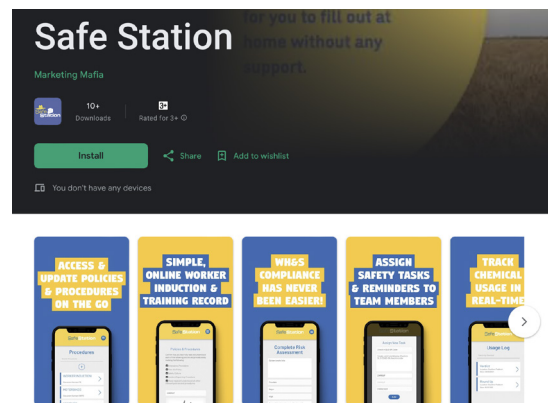 for you to fill out at
home without any
support.
Safe Station
Marketing Mafia
10+
Downloads
3+
Rated for 3+
Install
Share
Add to wishlist
You don't have any devices
ACCESS &
UPDATE POLICIES
& PROCEDURES
ON THE GO
Procedures
SIMPLE,
ONLINE WORKER
INDUCTION &
TRAINING RECORD
WH&S
COMPLIANCE
HAS NEVER
BEEN EASIER!
Complete Risk
Assessment
ASSIGN
SAFETY TASKS
& REMINDERS TO
TEAM MEMBERS
TRACK
CHEMICAL
USAGE IN
REAL-TIME
Usage Log